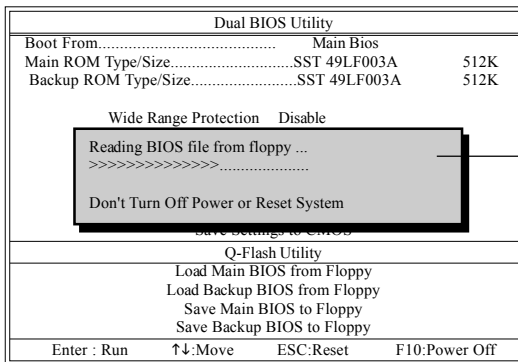 Dual BIOS Utility
Boot From.......................................... Main Bios
Main ROM Type/Size.............................SST 49LF003A 512K
Backup ROM Type/Size.........................SST 49LF003A 512K
Wide Range Protection Disable
Reading BIOS file from floppy ...
>>>>>>>>>>>>>>.....................
Don't Turn Off Power or Reset System
Save Settings to CMOS
Q-Flash Utility
Load Main BIOS from Floppy
Load Backup BIOS from Floppy
Save Main BIOS to Floppy
Save Backup BIOS to Floppy
Enter : Run ↑↓:Move ESC:Reset F10:Power Off